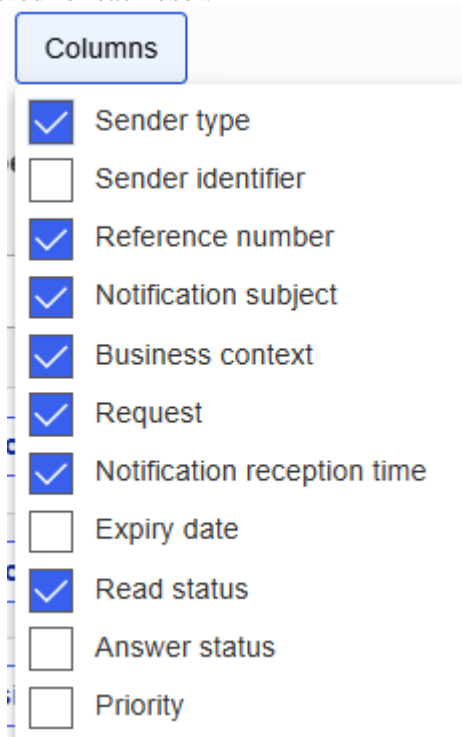 Columns
Sender type
Sender identifier
Reference number
Notification subject
Business context
Request
Notification reception time
Expiry date
Read status
Answer status
Priority